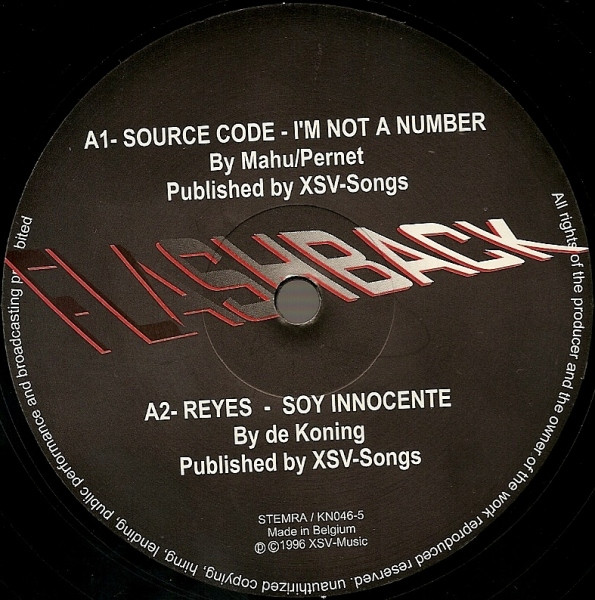 A1- SOURCE CODE - I'M NOT A NUMBER
By Mahu/Pernet
Published by XSV-Songs
FLASHBACK
A2- REYES - SOY INNOCENTE
By de Koning
Published by XSV-Songs
STEMRA / KN046-5
Made in Belgium
℗ ©1996 XSV-Music
All rights of the producer and the owner of the work reproduced reserved. unauthirized copying, hiring, lending, public performance and broadcasting bited